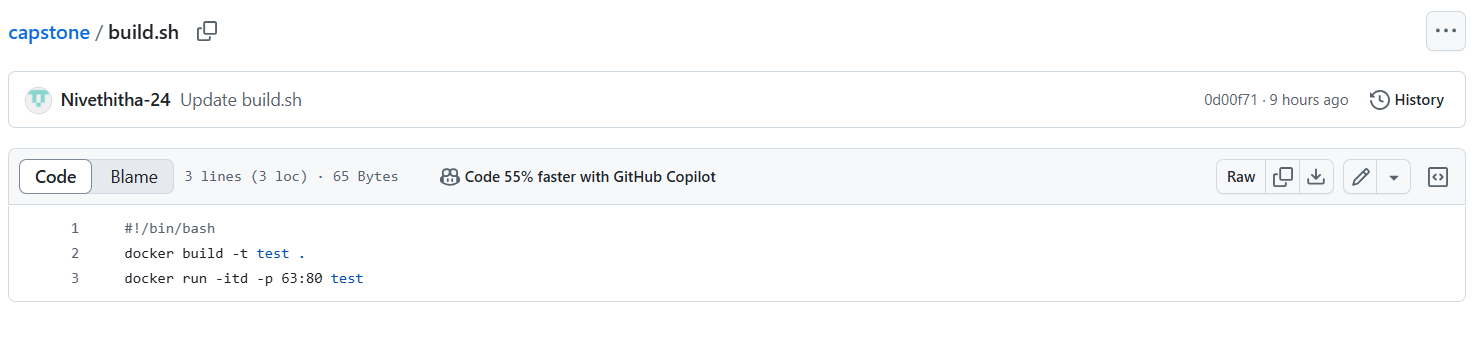 capstone / build.sh
Nivethitha-24 Update build.sh 0d00f71 · 9 hours ago History
Code Blame 3 lines (3 loc) · 65 Bytes Code 55% faster with GitHub Copilot Raw
1 #!/bin/bash
2 docker build -t test .
3 docker run -itd -p 63:80 test